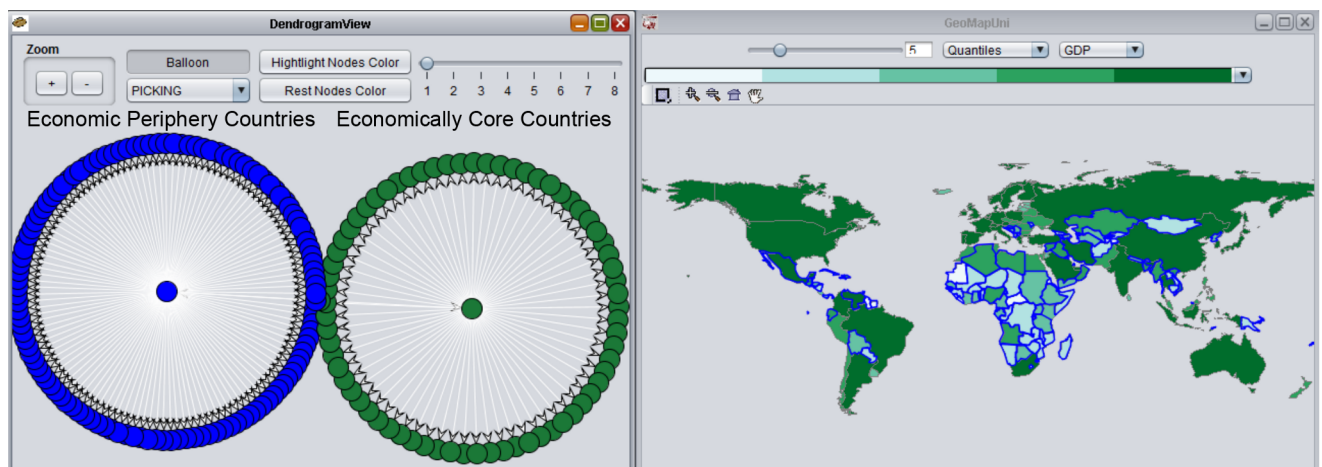 DendrogramView
Zoom
+ -
Balloon
Hightlight Nodes Color
PICKING
Rest Nodes Color
1 2 3 4 5 6 7 8
Economic Periphery Countries
Economically Core Countries
GeoMapUni
5
Quantiles
GDP